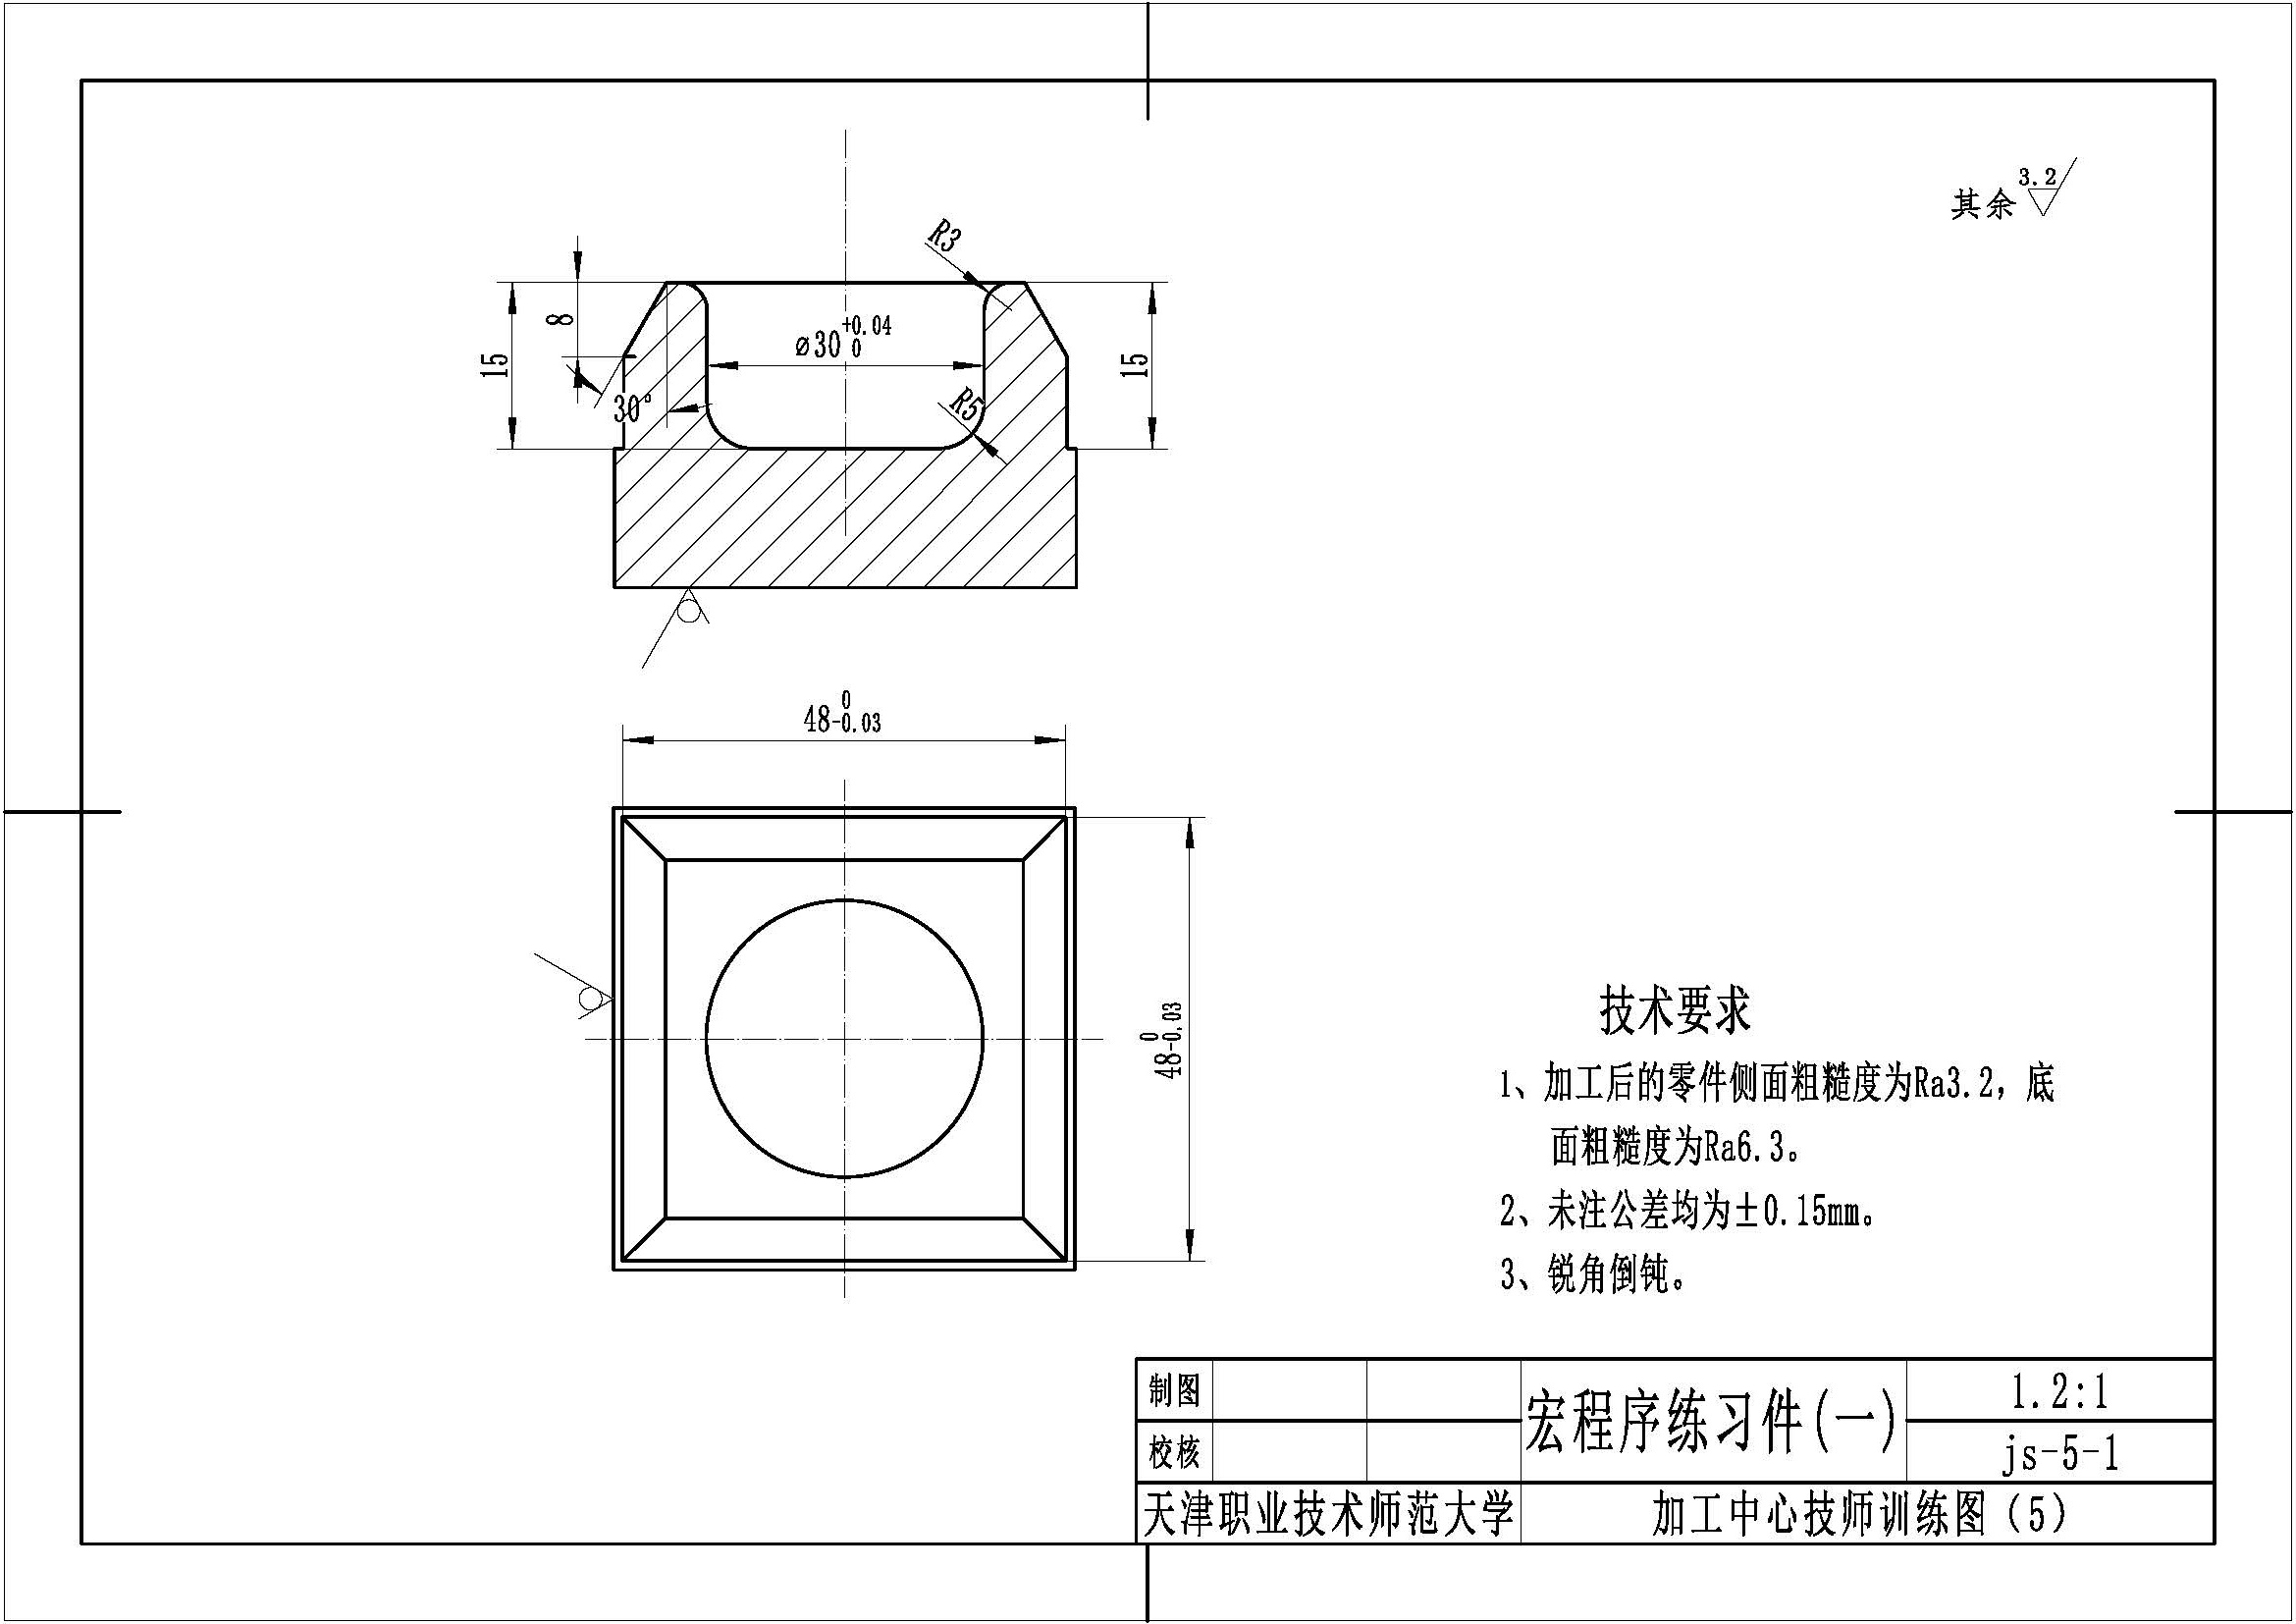 其余 3.2
R3
8
15
⌀30 +0.04 0
15
30°
R5
48 0 -0.03
48 0 -0.03
技术要求
1、加工后的零件侧面粗糙度为Ra3.2，底
面粗糙度为Ra6.3。
2、未注公差均为±0.15mm。
3、锐角倒钝。
制图
宏程序练习件(一)
1.2:1
校核
js-5-1
天津职业技术师范大学
加工中心技师训练图（5）